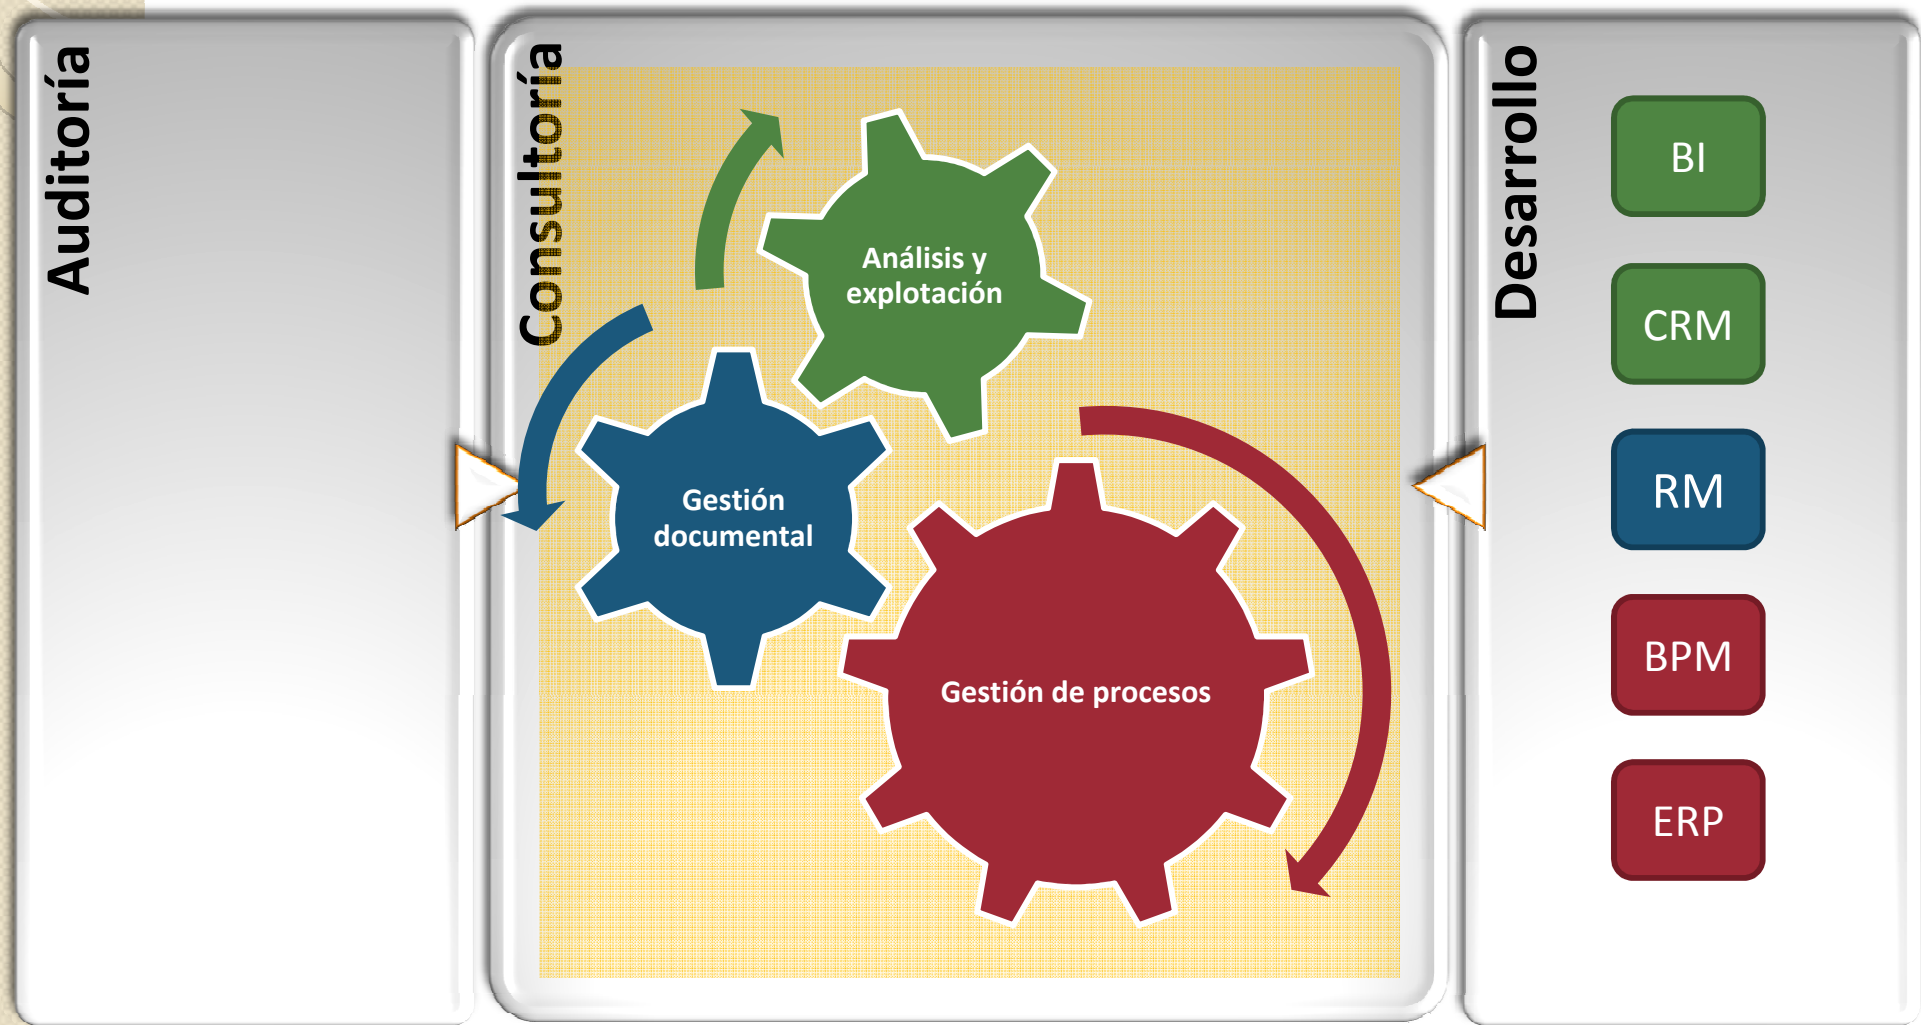 Auditoría
Consultoría
Análisis y
explotación
Gestión
documental
Gestión de procesos
Desarrollo
BI
CRM
RM
BPM
ERP